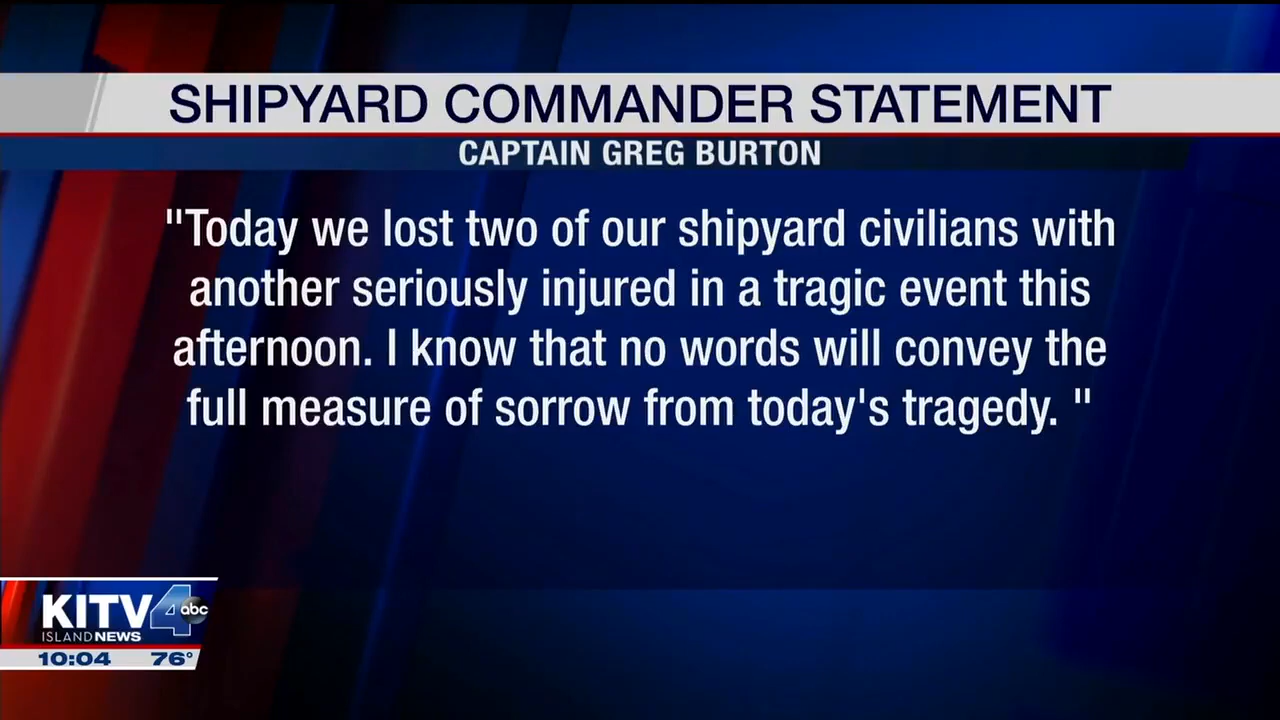 SHIPYARD COMMANDER STATEMENT
CAPTAIN GREG BURTON
"Today we lost two of our shipyard civilians with
another seriously injured in a tragic event this
afternoon. I know that no words will convey the
full measure of sorrow from today's tragedy. "
KITV4 abc
ISLAND NEWS
10:04 76°